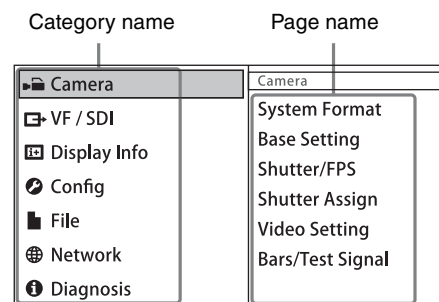 Category name
Page name
Camera
VF / SDI
Display Info
Config
File
Network
Diagnosis
Camera
System Format
Base Setting
Shutter/FPS
Shutter Assign
Video Setting
Bars/Test Signal